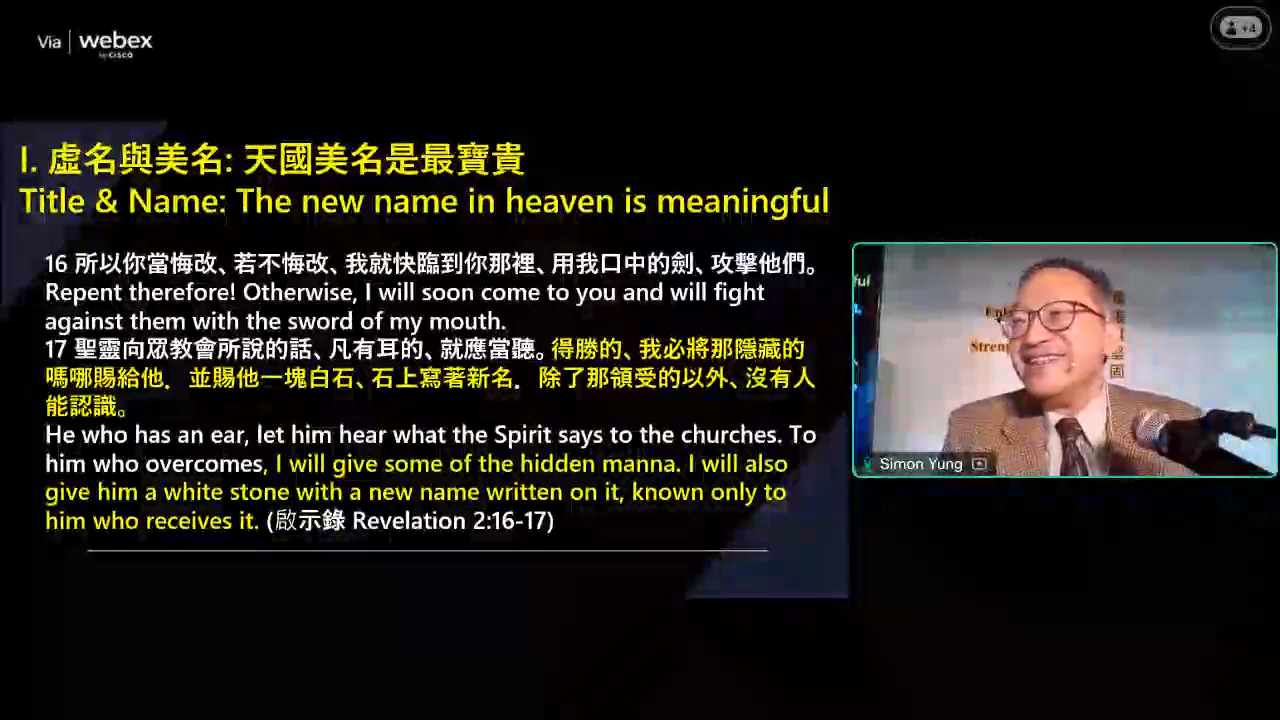 Via | webex
by CISCO
+4
I. 虛名與美名: 天國美名是最寶貴
Title & Name: The new name in heaven is meaningful
16 所以你當悔改、若不悔改、我就快臨到你那裡、用我口中的劍、攻擊他們。
Repent therefore! Otherwise, I will soon come to you and will fight
against them with the sword of my mouth.
17 聖靈向眾教會所說的話、凡有耳的、就應當聽。得勝的、我必將那隱藏的
嗎哪賜給他．並賜他一塊白石、石上寫著新名．除了那領受的以外、沒有人
能認識。
He who has an ear, let him hear what the Spirit says to the churches. To
him who overcomes, I will give some of the hidden manna. I will also
give him a white stone with a new name written on it, known only to
him who receives it. (啟示錄 Revelation 2:16-17)
ful
Stren
Simon Yung